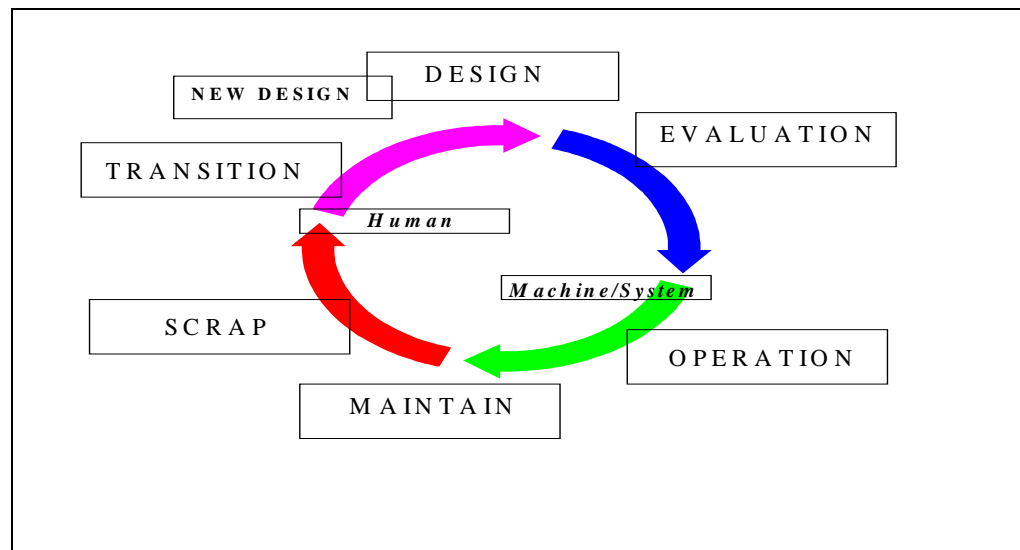 DESIGN
NEW DESIGN
EVALUATION
TRANSITION
Human
Machine/System
SCRAP
OPERATION
MAINTAIN